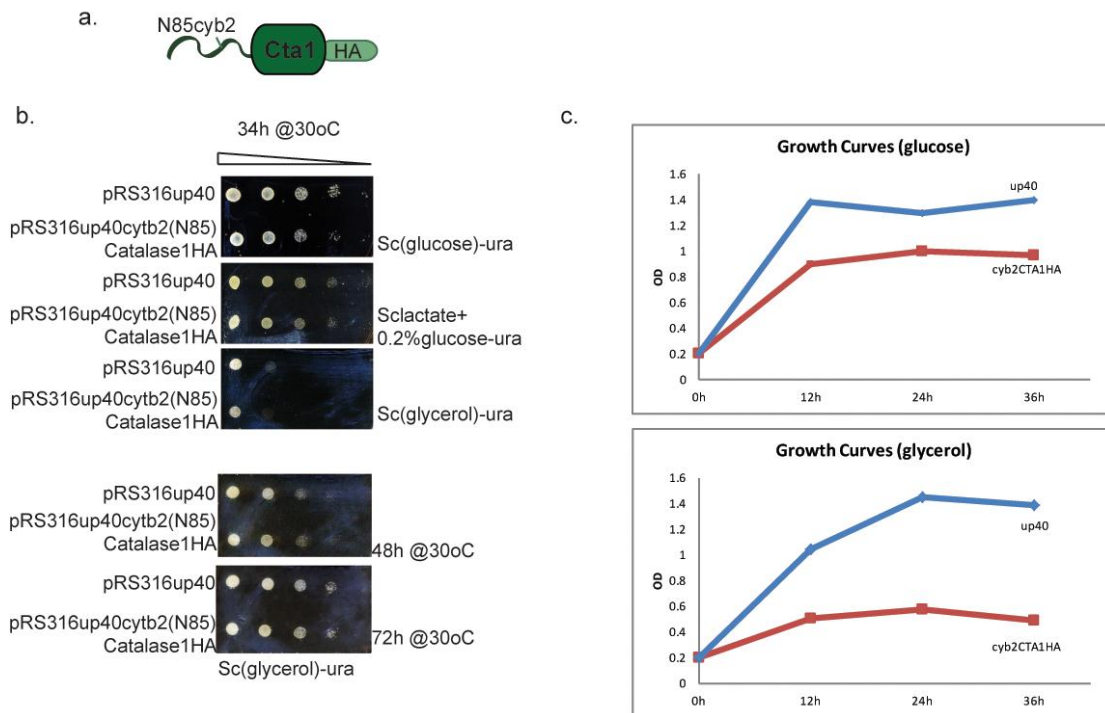 a.
N85cyb2
Cta1
HA
b.
34h @30oC
pRS316up40
pRS316up40cytb2(N85)
Catalase1HA
Sc(glucose)-ura
pRS316up40
pRS316up40cytb2(N85)
Catalase1HA
Sclactate+
0.2%glucose-ura
pRS316up40
pRS316up40cytb2(N85)
Catalase1HA
Sc(glycerol)-ura
pRS316up40
pRS316up40cytb2(N85)
Catalase1HA
48h @30oC
pRS316up40
pRS316up40cytb2(N85)
Catalase1HA
72h @30oC
Sc(glycerol)-ura
c.
Growth Curves (glucose)
OD
1.6
1.4
1.2
1
0.8
0.6
0.4
0.2
0
0h
12h
24h
36h
up40
cyb2CTA1HA
Growth Curves (glycerol)
OD
1.6
1.4
1.2
1
0.8
0.6
0.4
0.2
0
0h
12h
24h
36h
up40
cyb2CTA1HA